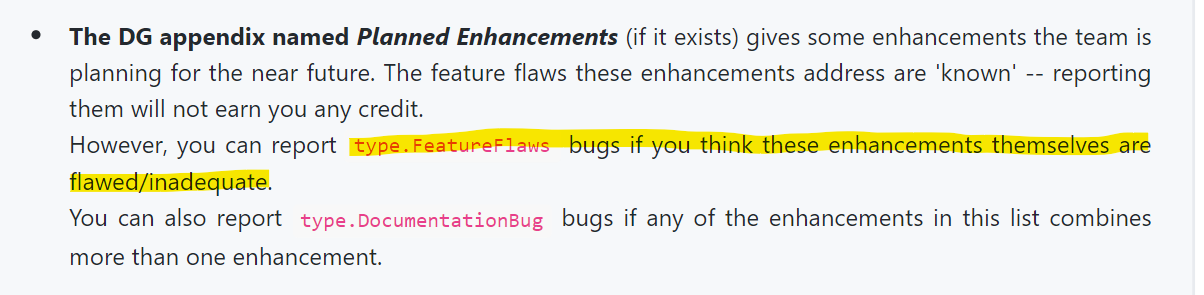 The DG appendix named Planned Enhancements (if it exists) gives some enhancements the team is
planning for the near future. The feature flaws these enhancements address are 'known' -- reporting
them will not earn you any credit.
However, you can report type.FeatureFlaws bugs if you think these enhancements themselves are
flawed/inadequate.
You can also report type.DocumentationBug bugs if any of the enhancements in this list combines
more than one enhancement.